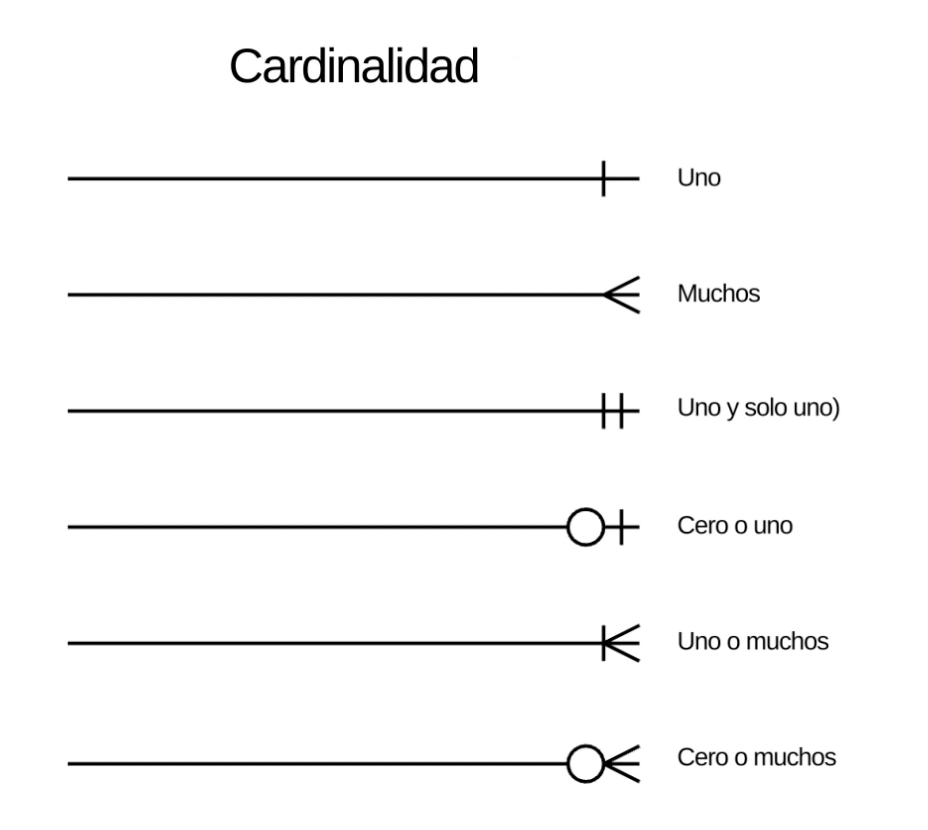 Cardinalidad
Uno
Muchos
Uno y solo uno)
Cero o uno
Uno o muchos
Cero o muchos